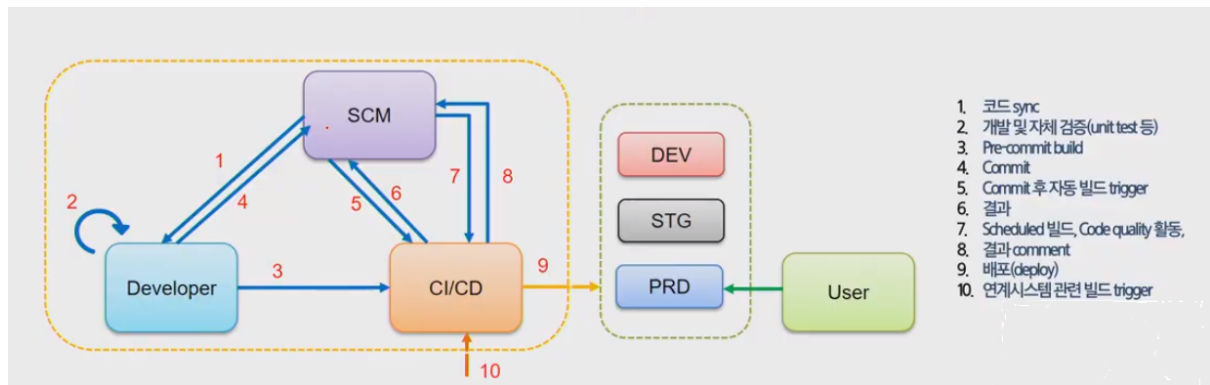 SCM
1
4
5
6
7
8
2
Developer
3
CI/CD
9
10
DEV
STG
PRD
User
1. 코드 sync
2. 개발 및 자체 검증(unit test 등)
3. Pre-commit build
4. Commit
5. Commit 후 자동 빌드 trigger
6. 결과
7. Scheduled 빌드, Code quality 활동,
8. 결과 comment
9. 배포(deploy)
10. 연계시스템 관련 빌드 trigger